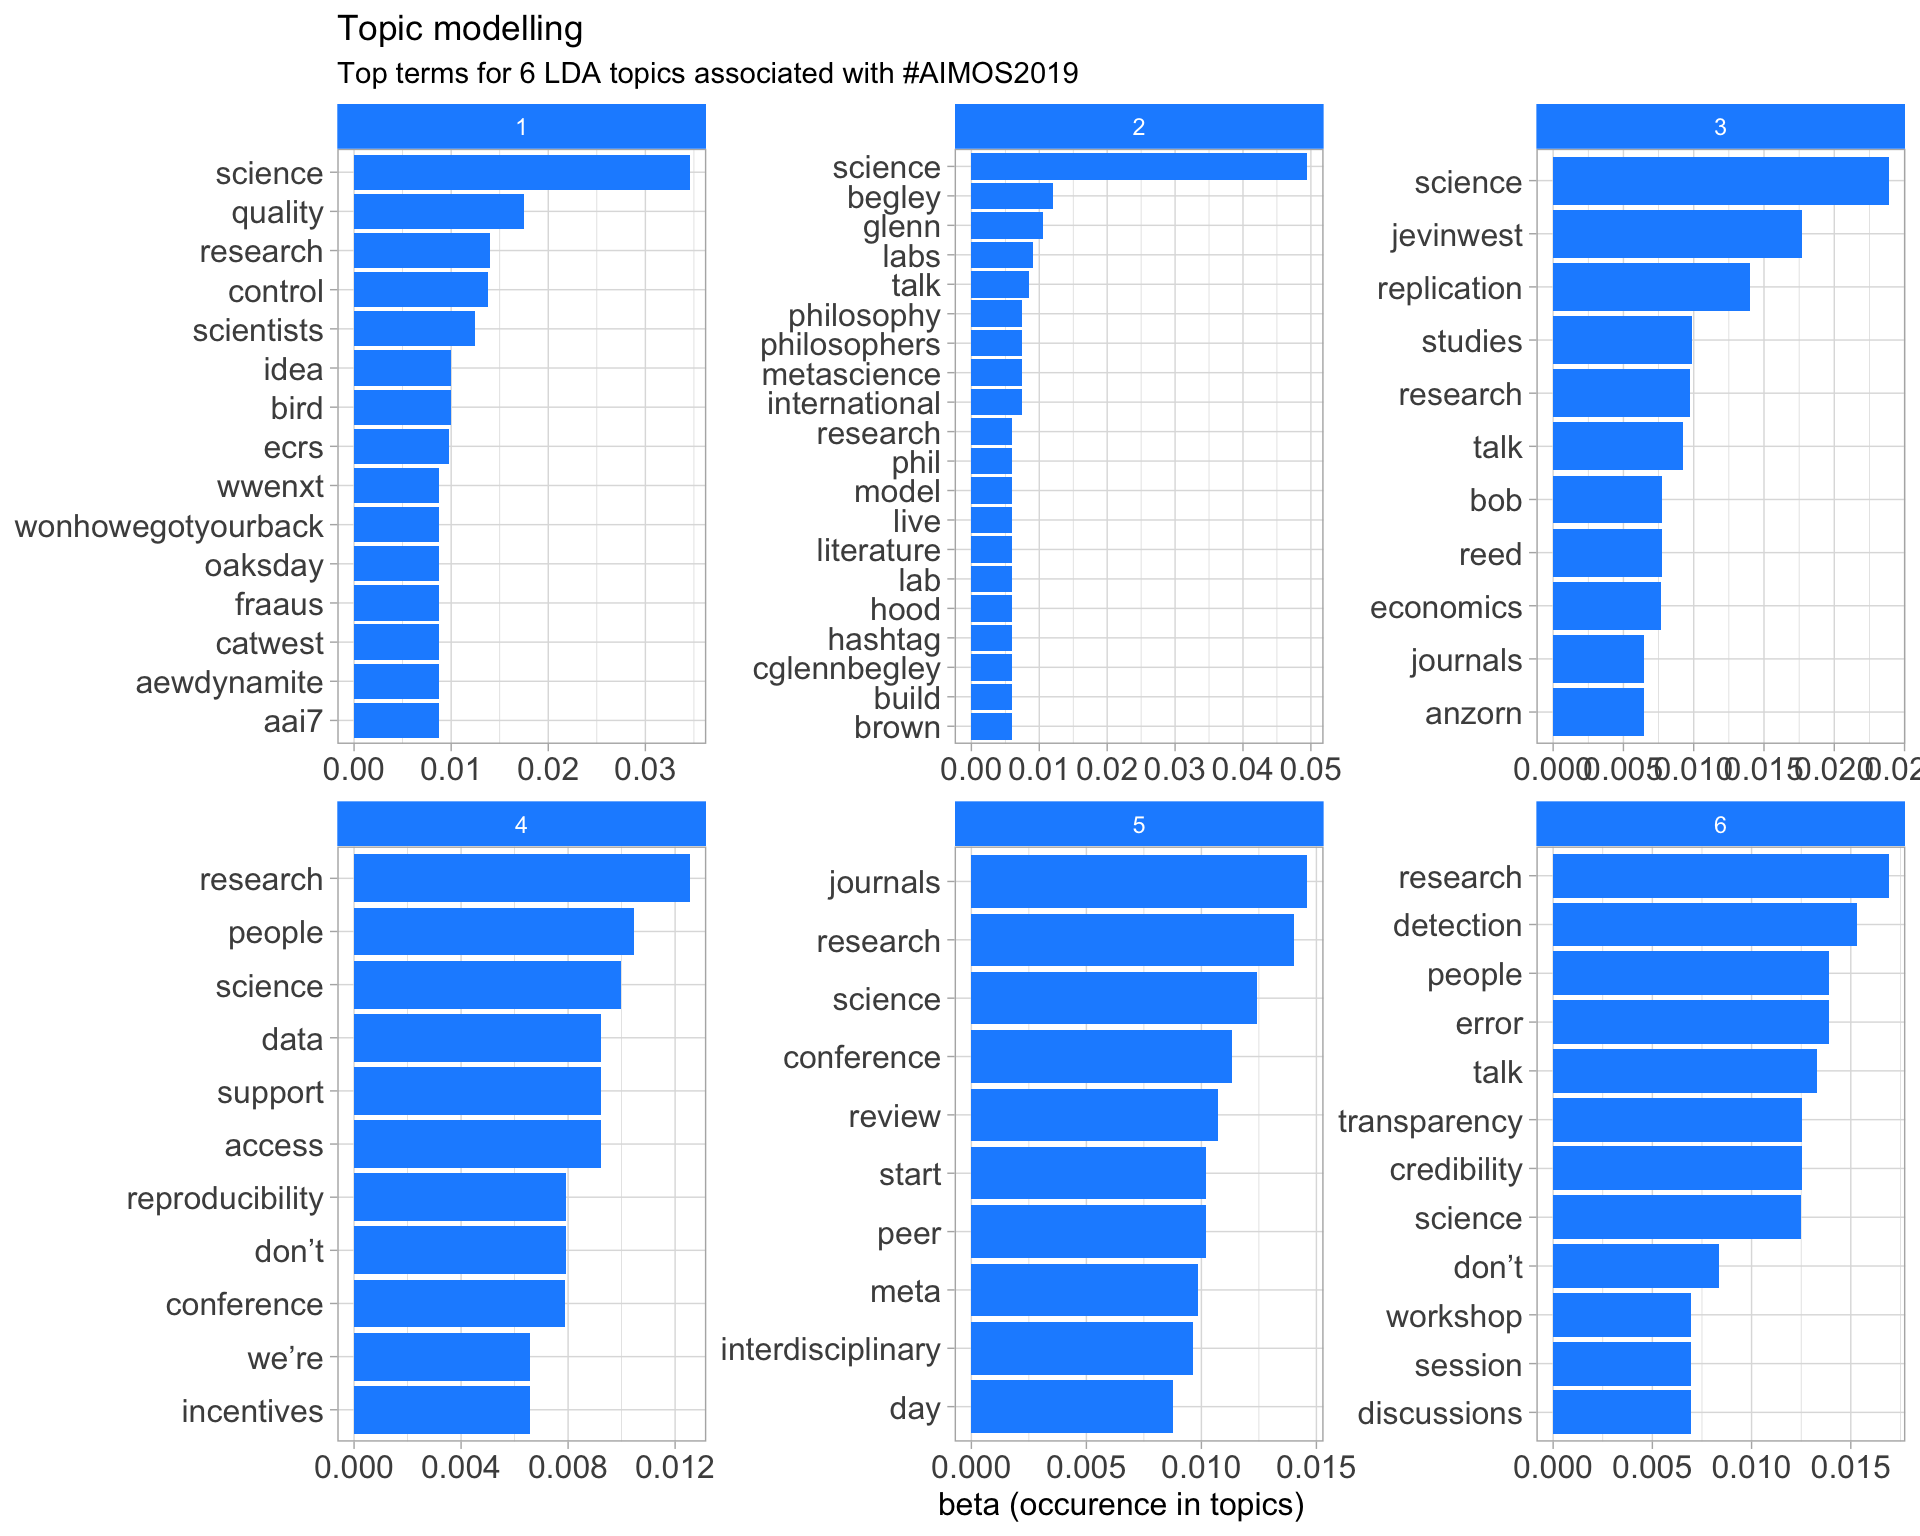 Topic modelling
Top terms for 6 LDA topics associated with #AIMOS2019
1
science
quality
research
control
scientists
idea
bird
ecrs
wwenxt
wonhowegotyourback
oaksday
fraaus
catwest
aewdynamite
aai7
0.00 0.01 0.02 0.03
2
science
begley
glenn
labs
talk
philosophy
philosophers
metascience
international
research
phil
model
live
literature
lab
hood
hashtag
cglennbegley
build
brown
0.00 0.01 0.02 0.03 0.04 0.05
3
science
jevinwest
replication
studies
research
talk
bob
reed
economics
journals
anzorn
0.000 0.005 0.010 0.015 0.020 0.02
4
research
people
science
data
support
access
reproducibility
don’t
conference
we’re
incentives
0.000 0.004 0.008 0.012
5
journals
research
science
conference
review
start
peer
meta
interdisciplinary
day
0.000 0.005 0.010 0.015
6
research
detection
people
error
talk
transparency
credibility
science
don’t
workshop
session
discussions
0.000 0.005 0.010 0.015
beta (occurence in topics)